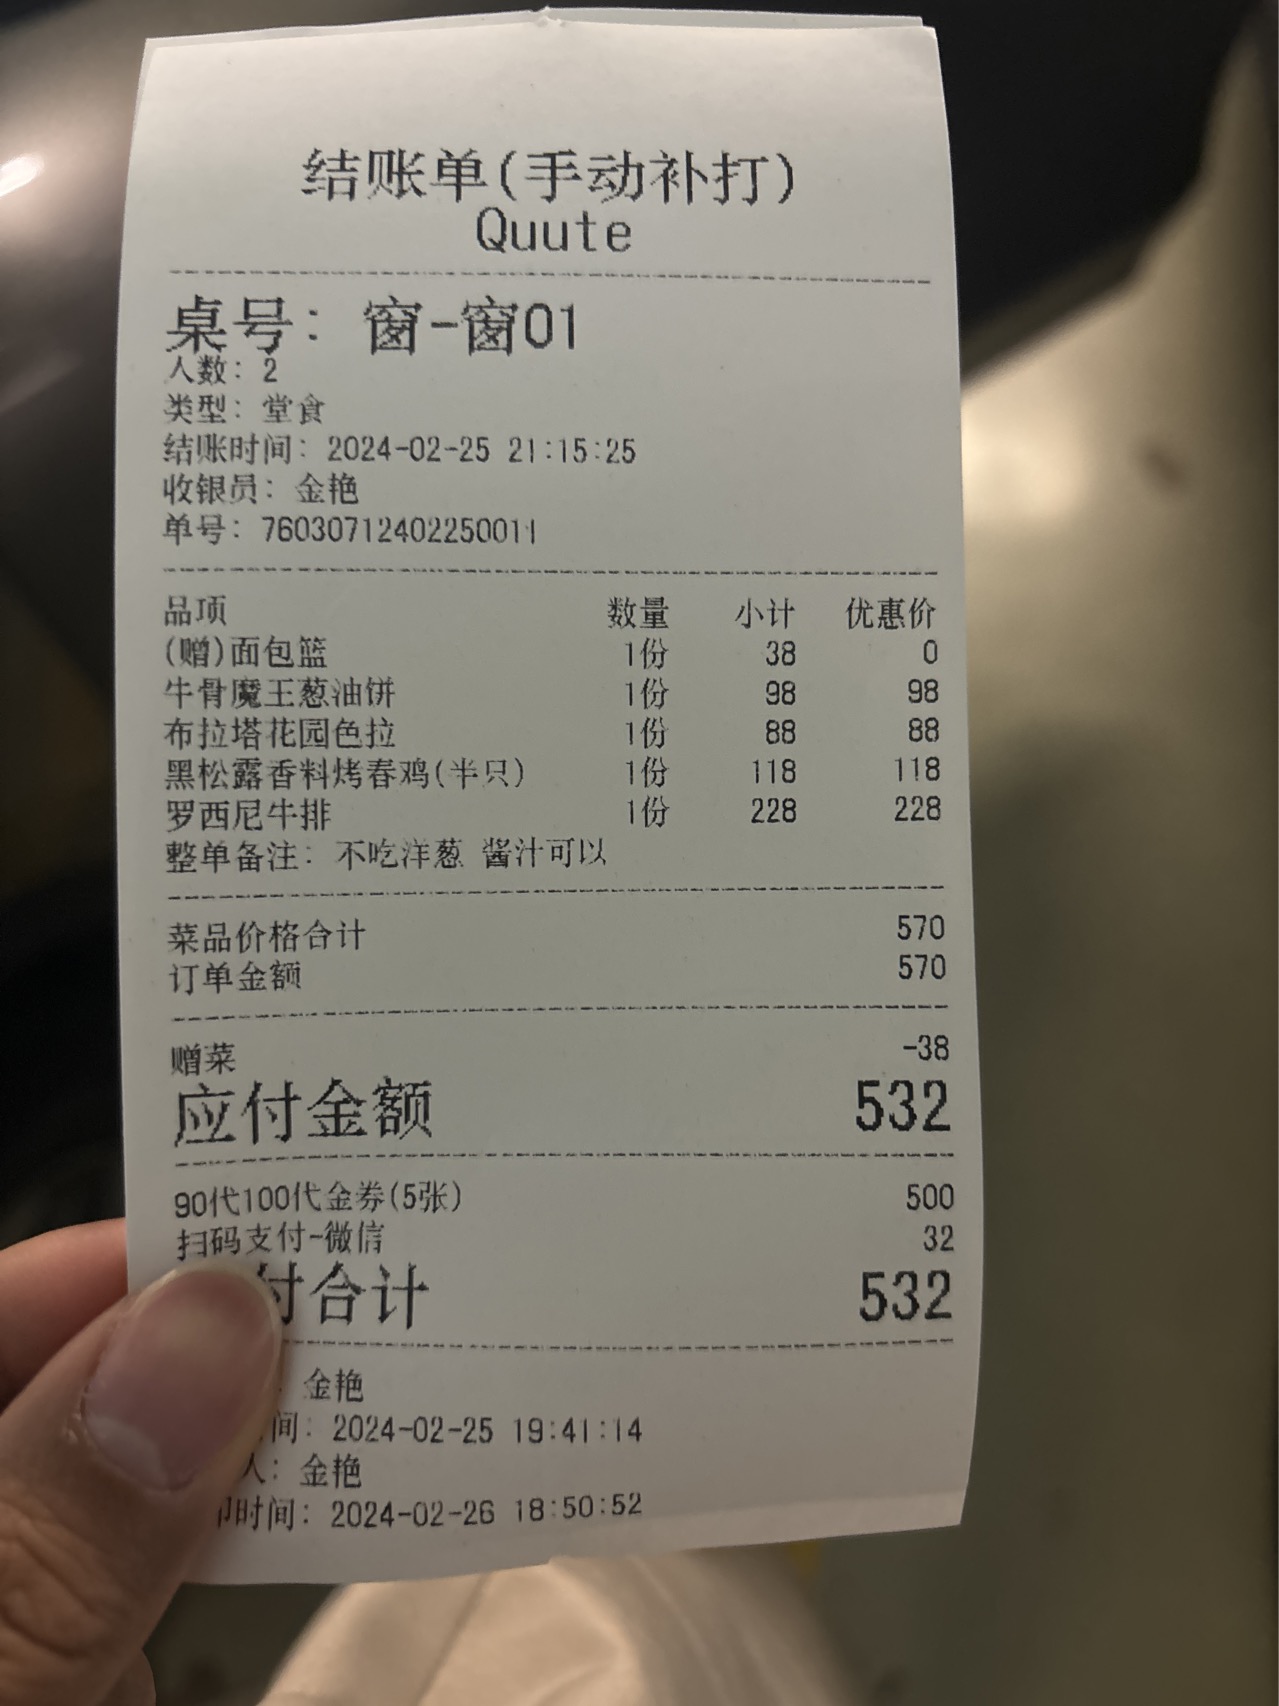 结账单(手动补打)
Quute
桌号: 窗-窗01
人数: 2
类型: 堂食
结账时间: 2024-02-25 21:15:25
收银员: 金艳
单号: 76030712402250011
品项 数量 小计 优惠价
(赠)面包篮 1份 38 0
牛骨魔王葱油饼 1份 98 98
布拉塔花园色拉 1份 88 88
黑松露香料烤春鸡(半只) 1份 118 118
罗西尼牛排 1份 228 228
整单备注: 不吃洋葱 酱汁可以
菜品价格合计 570
订单金额 570
赠菜 -38
应付金额 532
90代100代金券(5张) 500
扫码支付-微信 32
付合计 532
: 金艳
间: 2024-02-25 19:41:14
人: 金艳
印时间: 2024-02-26 18:50:52